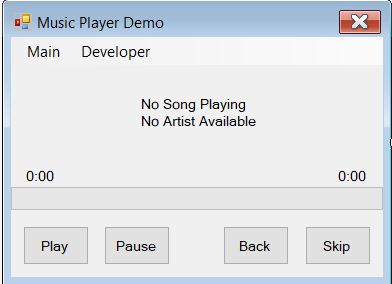 Music Player Demo
Main Developer
No Song Playing
No Artist Available
0:00 0:00
Play Pause Back Skip